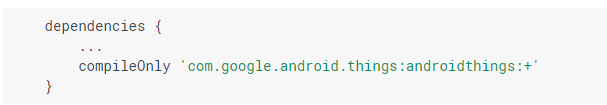 dependencies {
...
compileOnly 'com.google.android.things:androidthings:+'
}